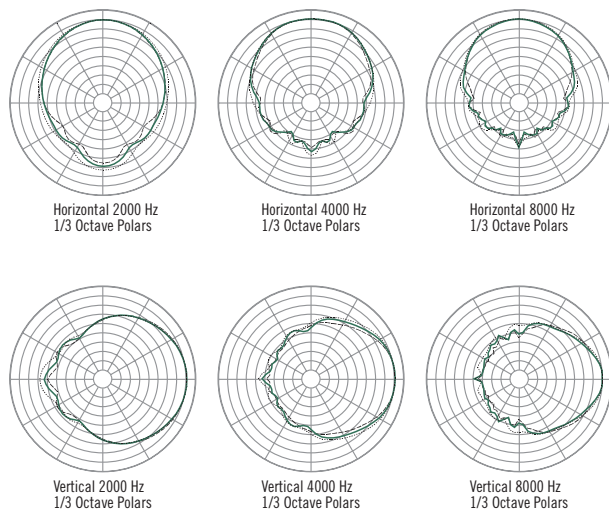 Horizontal 2000 Hz
1/3 Octave Polars
Horizontal 4000 Hz
1/3 Octave Polars
Horizontal 8000 Hz
1/3 Octave Polars
Vertical 2000 Hz
1/3 Octave Polars
Vertical 4000 Hz
1/3 Octave Polars
Vertical 8000 Hz
1/3 Octave Polars